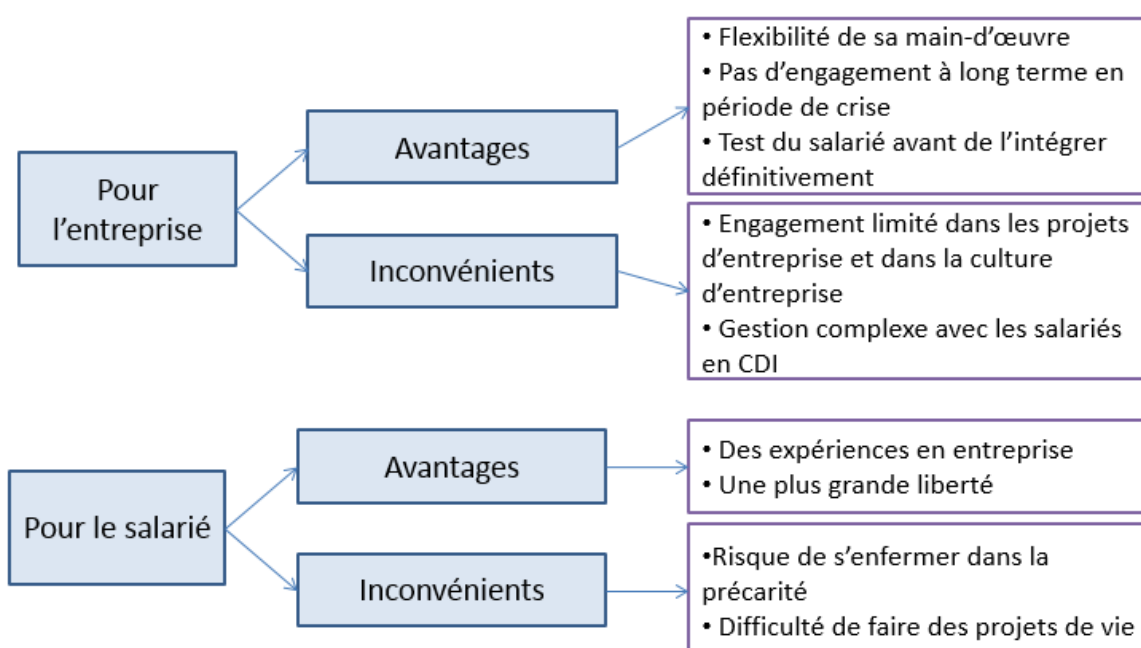 Pour
l'entreprise
Avantages
• Flexibilité de sa main-d'œuvre
• Pas d'engagement à long terme en
période de crise
• Test du salarié avant de l'intégrer
définitivement
Inconvénients
• Engagement limité dans les projets
d'entreprise et dans la culture
d'entreprise
• Gestion complexe avec les salariés
en CDI
Pour le salarié
Avantages
• Des expériences en entreprise
• Une plus grande liberté
Inconvénients
•Risque de s'enfermer dans la
précarité
• Difficulté de faire des projets de vie